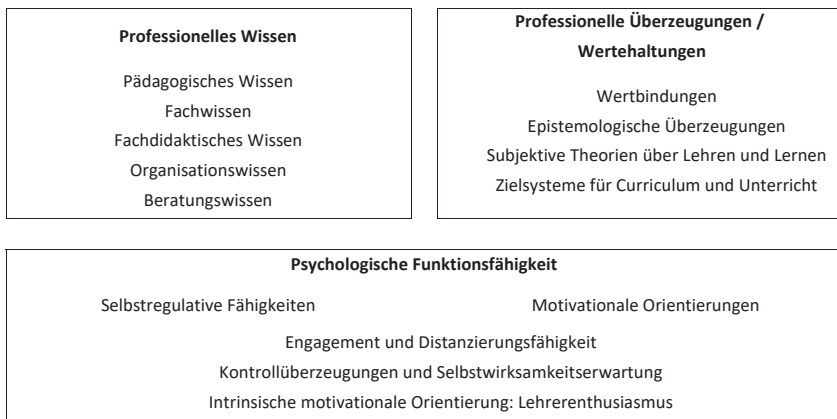 Professionelles Wissen
Pädagogisches Wissen
Fachwissen
Fachdidaktisches Wissen
Organisationswissen
Beratungswissen
Professionelle Überzeugungen /
Wertehaltungen
Wertbindungen
Epistemologische Überzeugungen
Subjektive Theorien über Lehren und Lernen
Zielsysteme für Curriculum und Unterricht
Psychologische Funktionsfähigkeit
Selbstregulative Fähigkeiten
Motivationale Orientierungen
Engagement und Distanzierungsfähigkeit
Kontrollüberzeugungen und Selbstwirksamkeitserwartung
Intrinsische motivationale Orientierung: Lehrerenthusiasmus